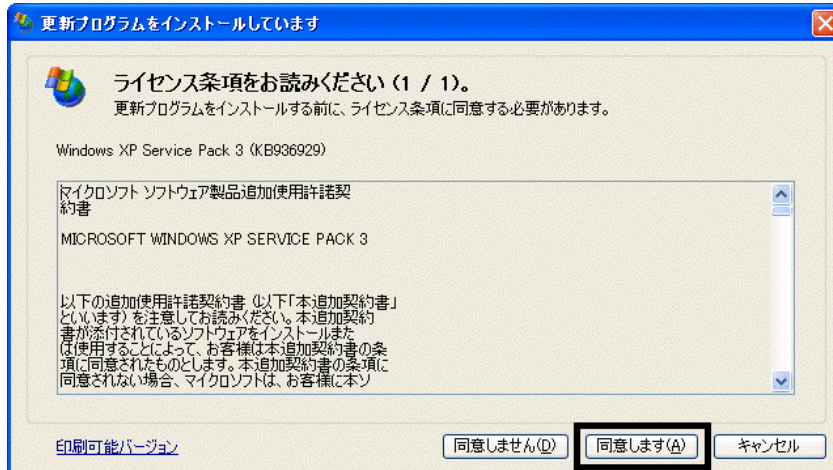 更新プログラムをインストールしています
ライセンス条項をお読みください (1 / 1)。
更新プログラムをインストールする前に、ライセンス条項に同意する必要があります。
Windows XP Service Pack 3 (KB936929)
マイクロソフト ソフトウェア製品追加使用許諾契
約書
MICROSOFT WINDOWS XP SERVICE PACK 3
以下の追加使用許諾契約書 (以下「本追加契約書」
といいます) を注意してお読みください。本追加契約
書が添付されているソフトウェアをインストールまた
は使用することによって、お客様は本追加契約書の条
項に同意されたものとします。本追加契約書の条項に
同意されない場合、マイクロソフトは、お客様に本ソ
印刷可能バージョン
同意しません(D)
同意します(A)
キャンセル